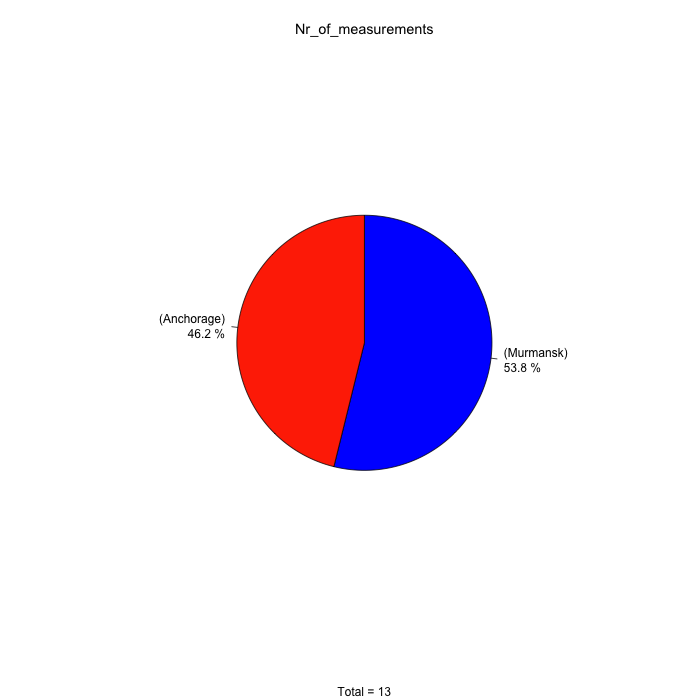 Nr_of_measurements
(Anchorage)
46.2 %
(Murmansk)
53.8 %
Total = 13